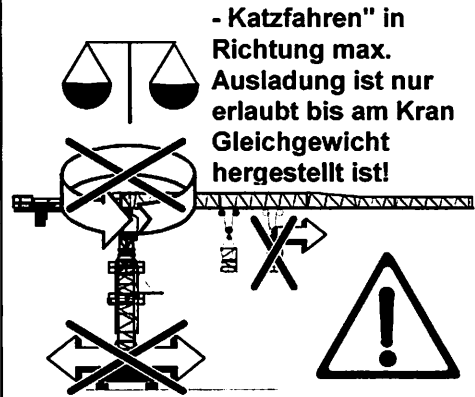 - Katzfahren" in
Richtung max.
Ausladung ist nur
erlaubt bis am Kran
Gleichgewicht
hergestellt ist!